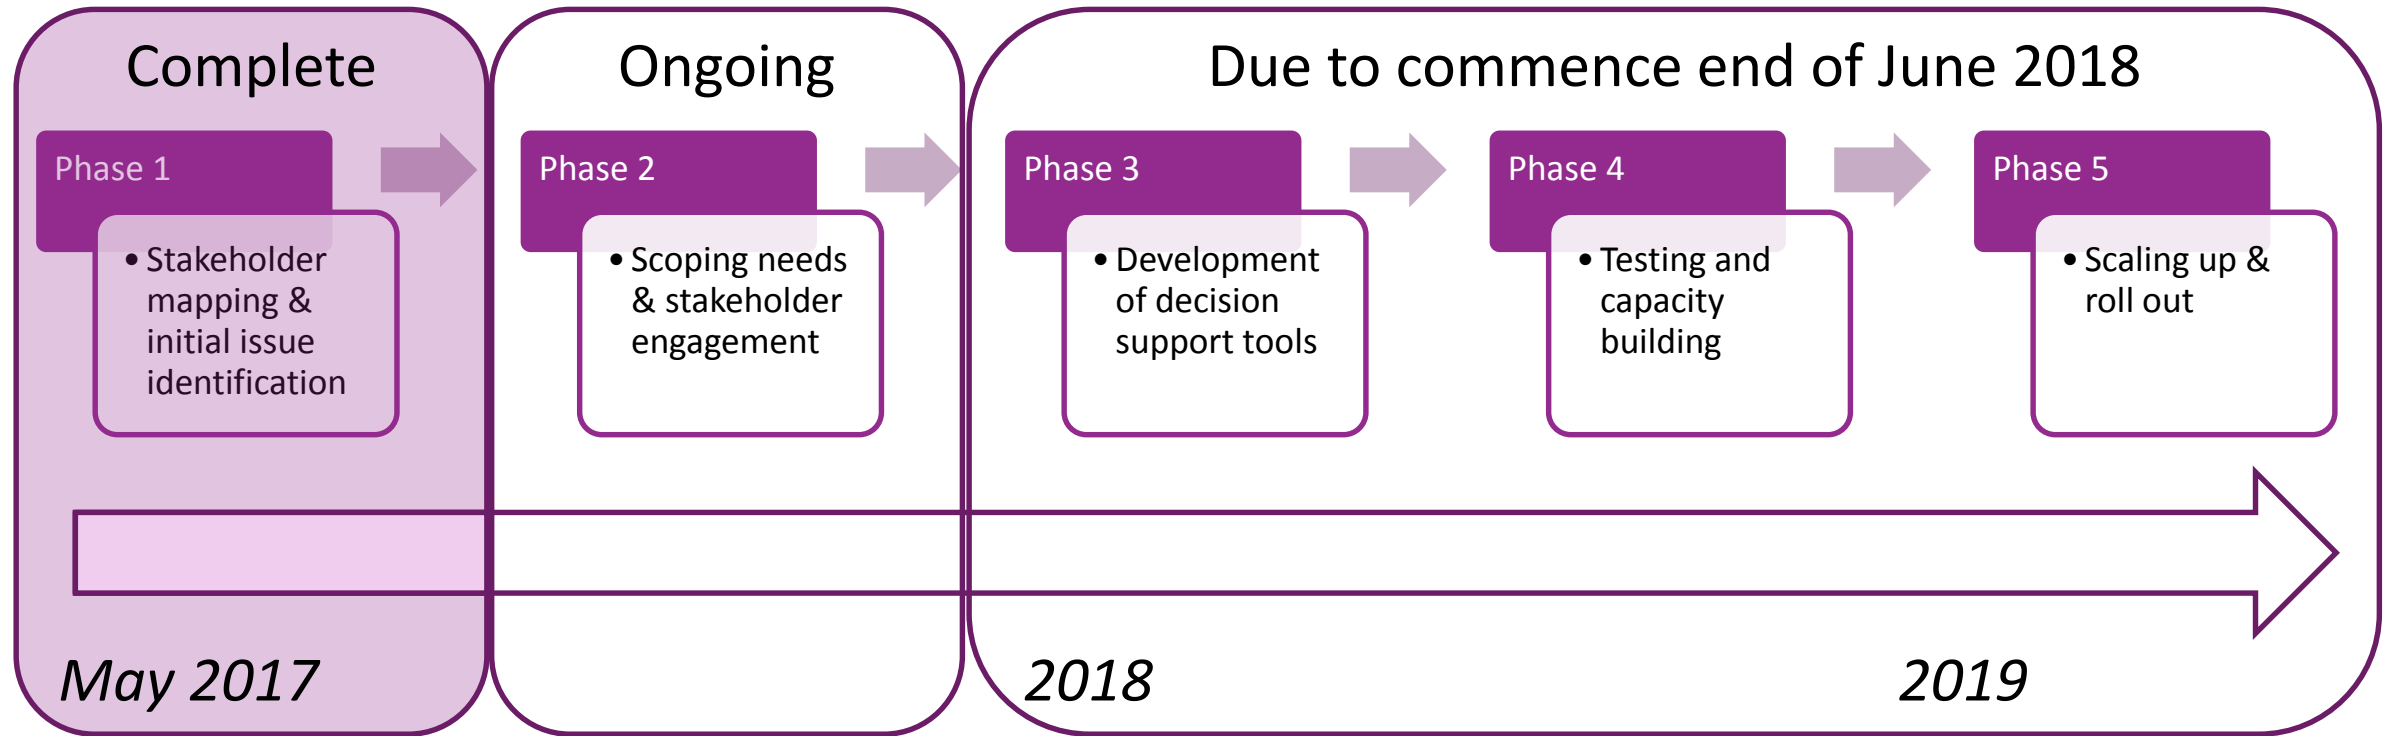 Complete
Phase 1
• Stakeholder
mapping &
initial issue
identification
May 2017
Ongoing
Phase 2
• Scoping needs
& stakeholder
engagement
Due to commence end of June 2018
Phase 3
• Development
of decision
support tools
Phase 4
• Testing and
capacity
building
Phase 5
• Scaling up &
roll out
2018
2019